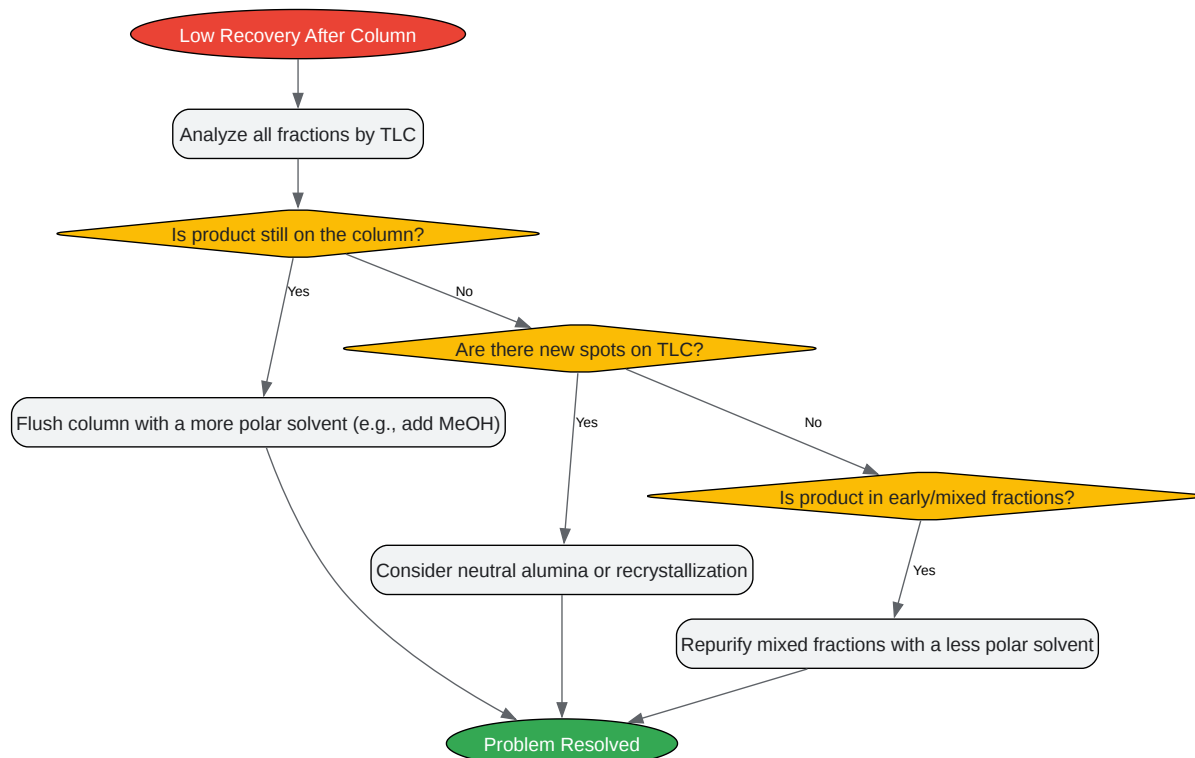 Low Recovery After Column
Analyze all fractions by TLC
Is product still on the column?
Yes
No
Are there new spots on TLC?
Flush column with a more polar solvent (e.g., add MeOH)
Yes
No
Is product in early/mixed fractions?
Consider neutral alumina or recrystallization
Yes
Repurify mixed fractions with a less polar solvent
Problem Resolved